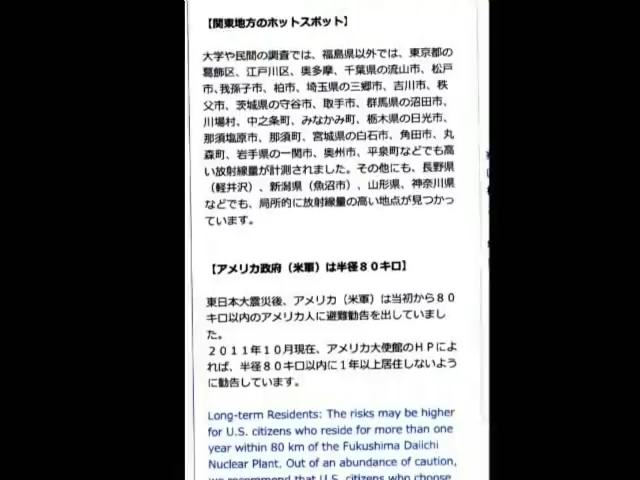 【関東地方のホットスポット】
大学や民間の調査では、福島県以外では、東京都の
葛飾区、江戸川区、奥多摩、千葉県の流山市、松戸
市、我孫子市、柏市、埼玉県の三郷市、吉川市、秩
父市、茨城県の守谷市、取手市、群馬県の沼田市、
川場村、中之条町、みなかみ町、栃木県の日光市、
那須塩原市、那須町、宮城県の白石市、角田市、丸
森町、岩手県の一関市、奥州市、平泉町などでも高
い放射線量が計測されました。その他にも、長野県
（軽井沢）、新潟県（魚沼市）、山形県、神奈川県
などでも、局所的に放射線量の高い地点が見つかっ
ています。
【アメリカ政府（米軍）は半径８０キロ】
東日本大震災後、アメリカ（米軍）は当初から８０
キロ以内のアメリカ人に避難勧告を出していまし
た。
２０１１年１０月現在、アメリカ大使館のＨＰによ
れば、半径８０キロ以内に１年以上居住しないよう
に勧告しています。
Long-term Residents: The risks may be higher
for U.S. citizens who reside for more than one
year within 80 km of the Fukushima Daiichi
Nuclear Plant. Out of an abundance of caution,
we recommend that U.S. citizens who choose